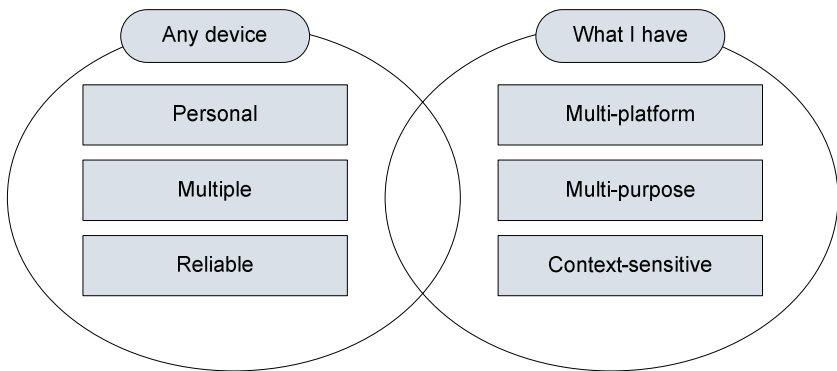 Any device
Personal
Multiple
Reliable
What I have
Multi-platform
Multi-purpose
Context-sensitive